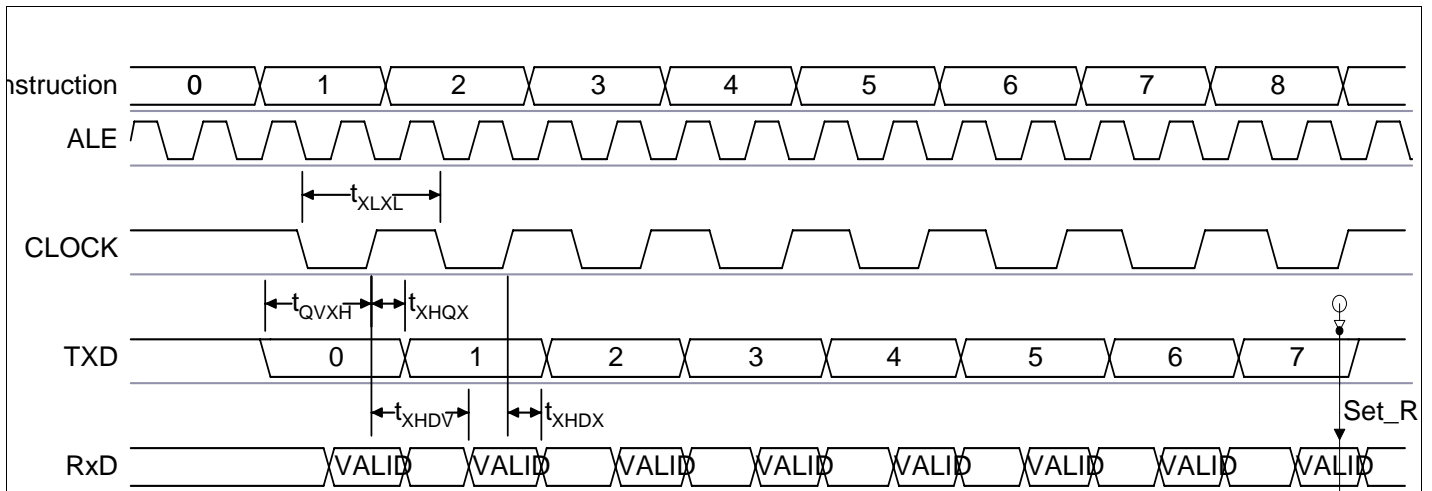 nstruction 0 1 2 3 4 5 6 7 8
ALE
tXLXL
CLOCK
tQVXH tXHQX
TXD 0 1 2 3 4 5 6 7
tXHDV tXHDX Set_R
RxD VALID VALID VALID VALID VALID VALID VALID VALID